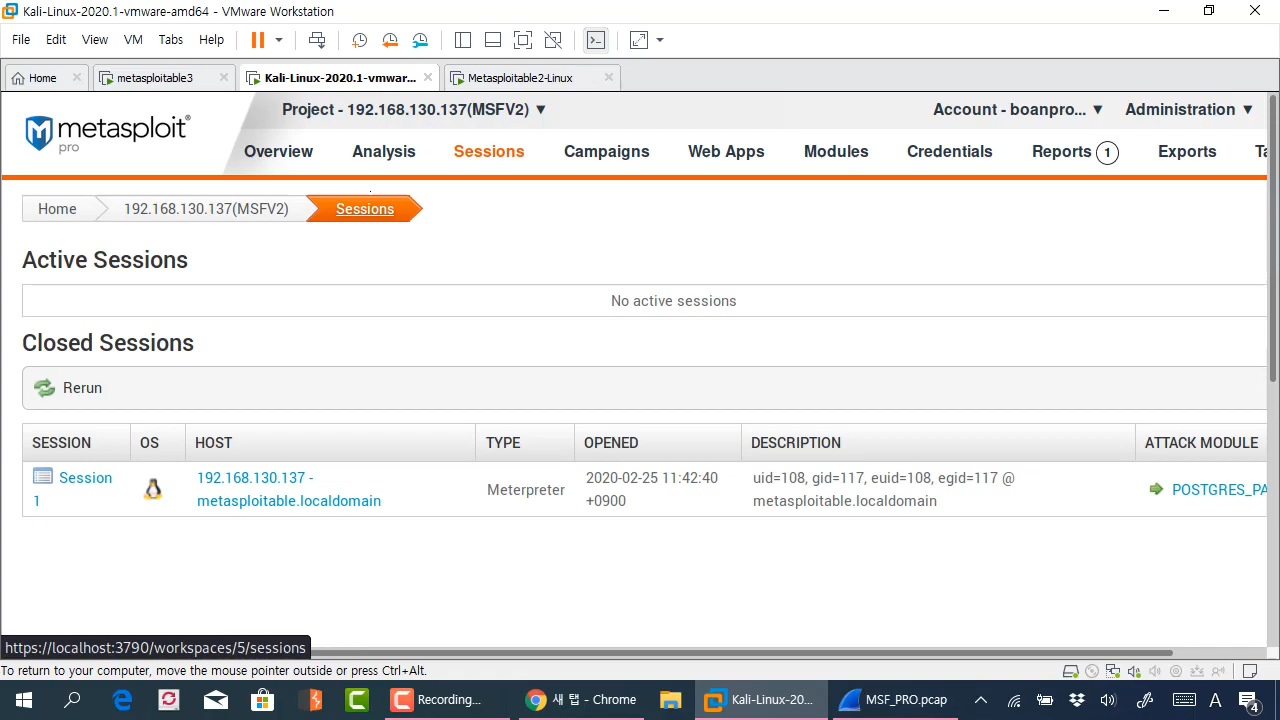 Kali-Linux-2020.1-vmware-amd64 - VMware Workstation
File Edit View VM Tabs Help
Home metasploitable3 Kali-Linux-2020.1-vmwar... Metasploitable2-Linux
metasploit
pro
Project - 192.168.130.137(MSFV2) ▼ Account - boanpro... ▼ Administration ▼
Overview Analysis Sessions Campaigns Web Apps Modules Credentials Reports 1 Exports Ta
Home 192.168.130.137(MSFV2) Sessions
Active Sessions
No active sessions
Closed Sessions
Rerun
SESSION OS HOST TYPE OPENED DESCRIPTION ATTACK MODULE
Session 192.168.130.137 - Meterpreter 2020-02-25 11:42:40 uid=108, gid=117, euid=108, egid=117 @ POSTGRES_PA
1 metasploitable.localdomain +0900 metasploitable.localdomain
https://localhost:3790/workspaces/5/sessions
To return to your computer, move the mouse pointer outside or press Ctrl+Alt.
Recording... 새 탭 - Chrome Kali-Linux-20... MSF_PRO.pcap A 4